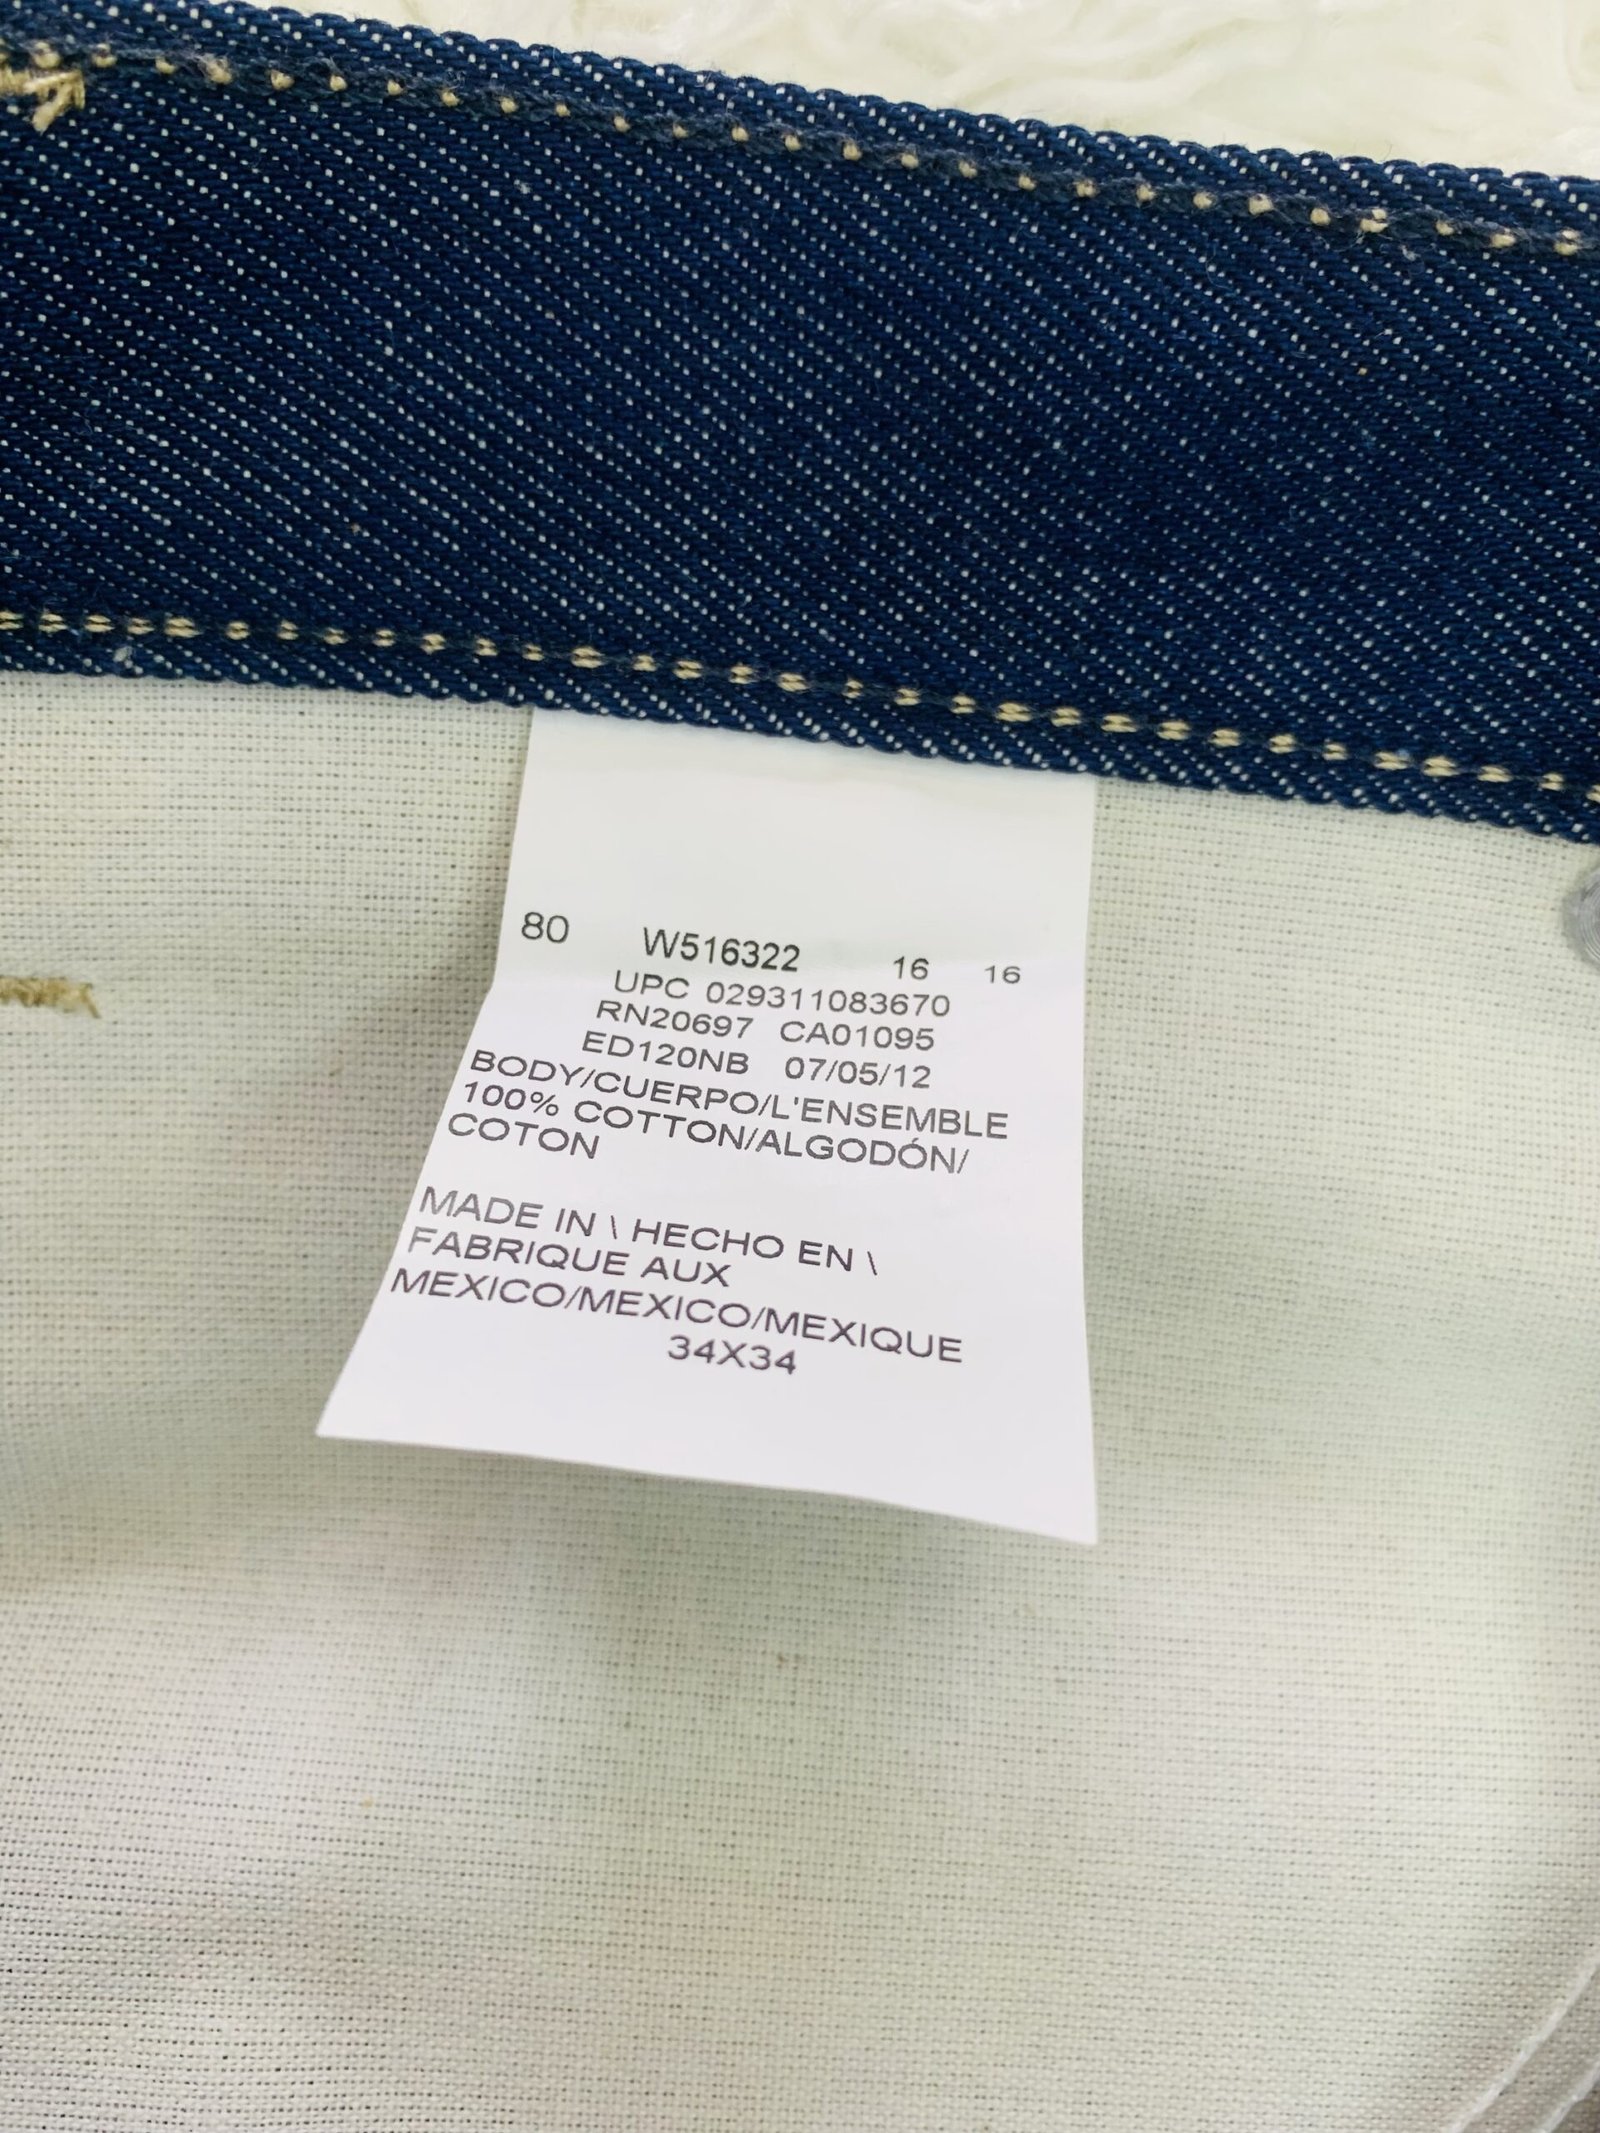 80 W516322 16 16
UPC 029311083670
RN20697 CA01095
ED120NB 07/05/12
BODY/CUERPO/L'ENSEMBLE
100% COTTON/ALGODÓN/
COTON
MADE IN \ HECHO EN \
FABRIQUE AUX
MEXICO/MEXICO/MEXIQUE
34X34